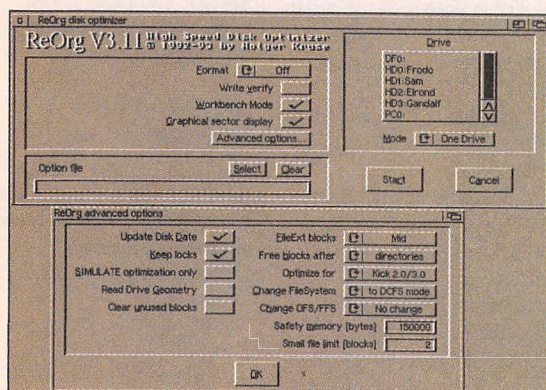 ReOrg disk optimizer
ReOrg V3.11 High Speed Disk Optimizer
© 1992-93 by Holger Kruse
Format Off
Write verify
Workbench Mode
Graphical sector display
Advanced options...
Drive
DF0:
HD0:Frodo
HD1:Sam
HD2:Elrond
HD3:Gandalf
PC0:
Mode One Drive
Option file Select Clear
Start Cancel
ReOrg advanced options
Update Disk Date
Keep locks
SIMULATE optimization only
Read Drive Geometry
Clear unused blocks
FileExt blocks Mid
Free blocks after directories
Optimize for Kick 2.0/3.0
Change FileSystem to DCFS mode
Change OFS/FFS No change
Safety memory [bytes] 150000
Small file limit [blocks] 2
OK